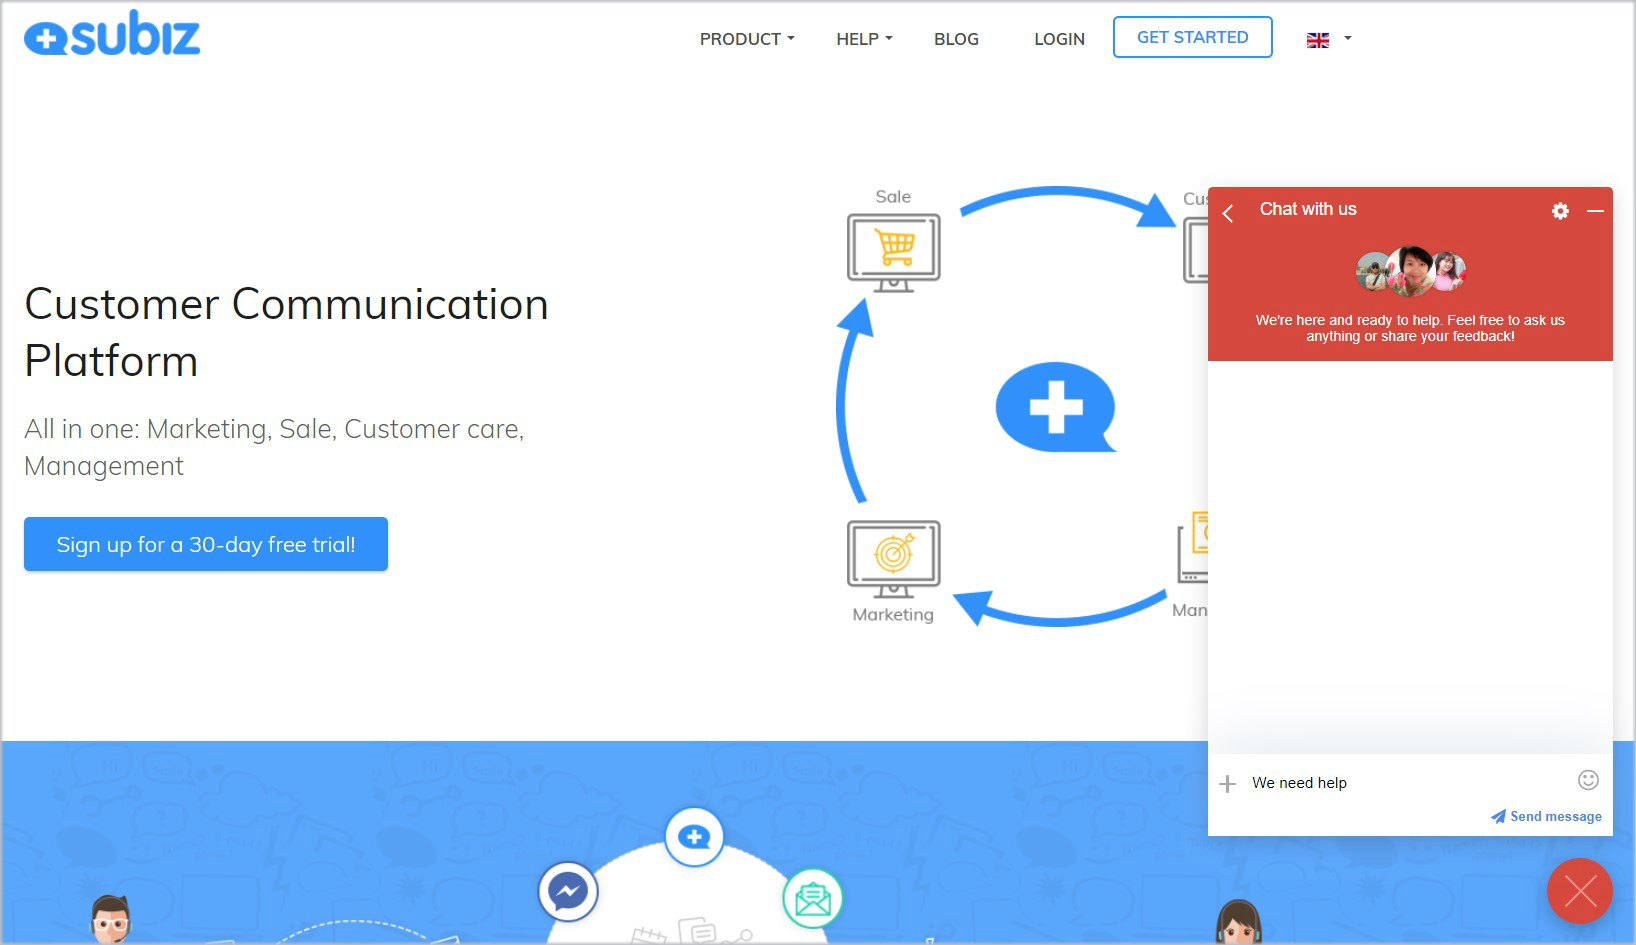 subiz
PRODUCT
HELP
BLOG
LOGIN
GET STARTED
Customer Communication
Platform
All in one: Marketing, Sale, Customer care,
Management
Sign up for a 30-day free trial!
Sale
Cus
Marketing
Man
Chat with us
We're here and ready to help. Feel free to ask us
anything or share your feedback!
We need help
Send message